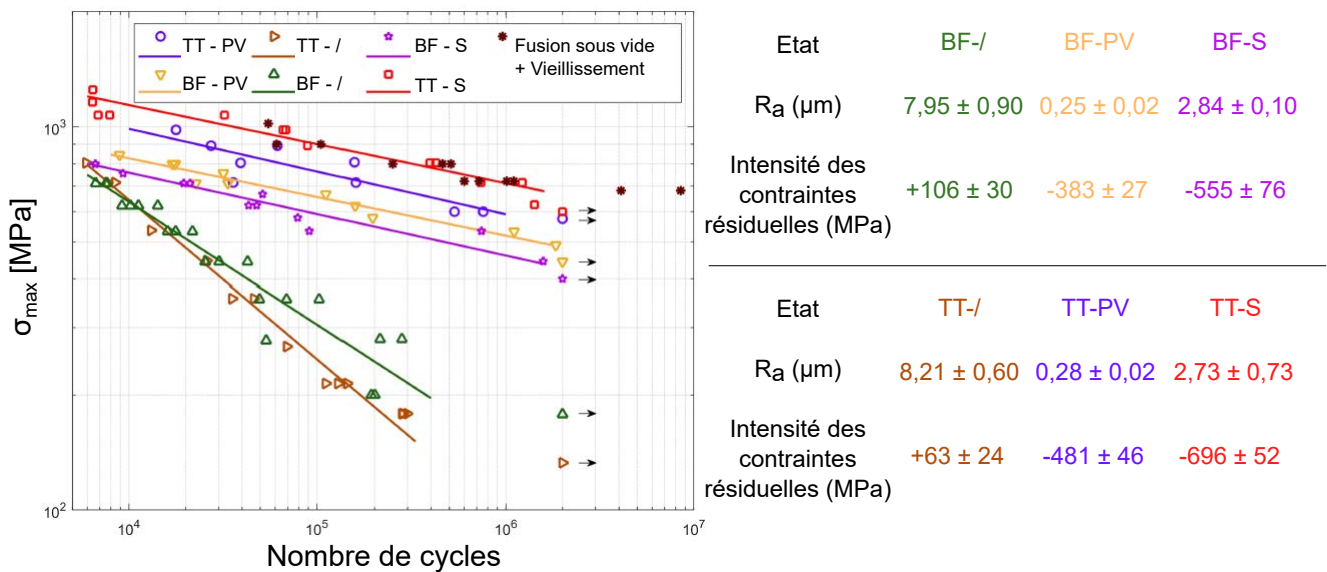 TT - PV
TT - /
BF - S
Fusion sous vide
+ Vieillissement
BF - PV
BF - /
TT - S
σmax [MPa]
10³
10²
10⁴
10⁵
10⁶
10⁷
Nombre de cycles
Etat BF-/ BF-PV BF-S
Ra (µm) 7,95 ± 0,90 0,25 ± 0,02 2,84 ± 0,10
Intensité des
contraintes +106 ± 30 -383 ± 27 -555 ± 76
résiduelles (MPa)
Etat TT-/ TT-PV TT-S
Ra (µm) 8,21 ± 0,60 0,28 ± 0,02 2,73 ± 0,73
Intensité des
contraintes +63 ± 24 -481 ± 46 -696 ± 52
résiduelles (MPa)